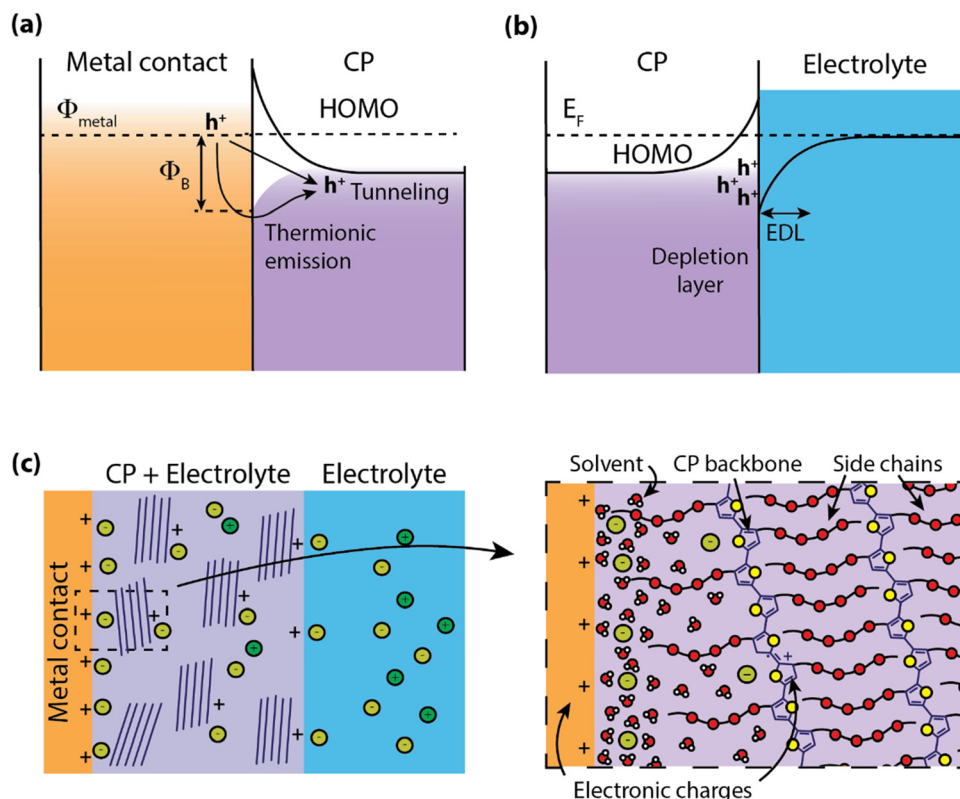 (a)
Metal contact
CP
Φmetal
h+
HOMO
ΦB
h+ Tunneling
Thermionic
emission
(b)
CP
Electrolyte
EF
HOMO
h+
h+
h+
EDL
Depletion
layer
(c)
CP + Electrolyte
Electrolyte
Metal contact
Solvent
CP backbone
Side chains
Electronic charges